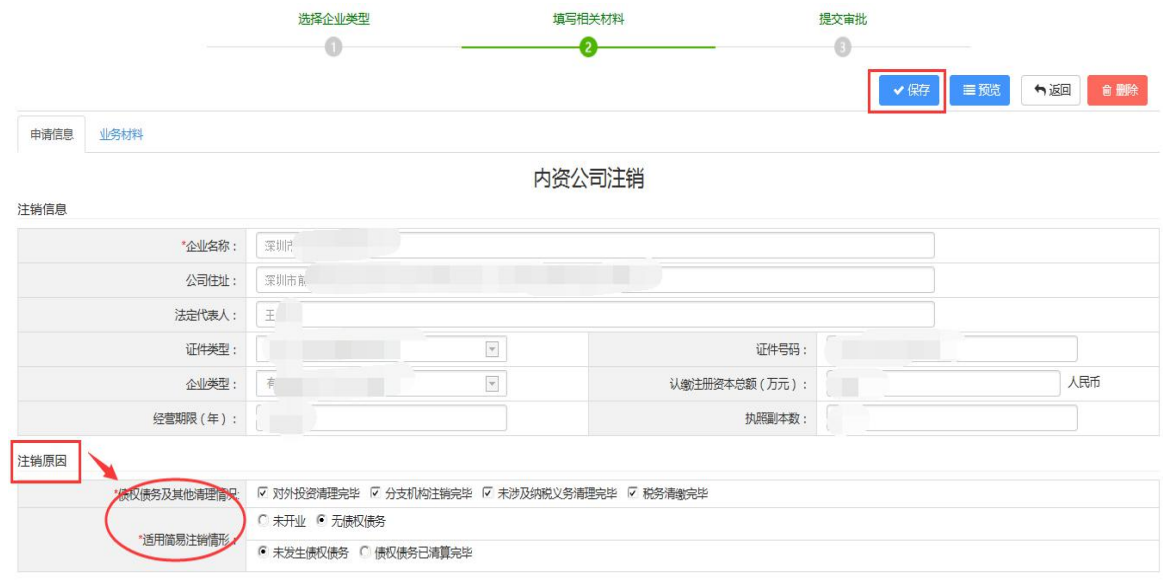 选择企业类型 填写相关材料 提交审批
1 2 3
保存 预览 返回 删除
申请信息 业务材料
内资公司注销
注销信息
*企业名称： 深圳市
公司住址： 深圳市前
法定代表人： 王
证件类型： 证件号码：
企业类型： 有 认缴注册资本总额（万元）： 人民币
经营期限（年）： 执照副本数：
注销原因
*债权债务及其他清理情况: 对外投资清理完毕 分支机构注销完毕 未涉及纳税义务清理完毕 税务清缴完毕
未开业 无债权债务
*适用简易注销情形：
未发生债权债务 债权债务已清算完毕